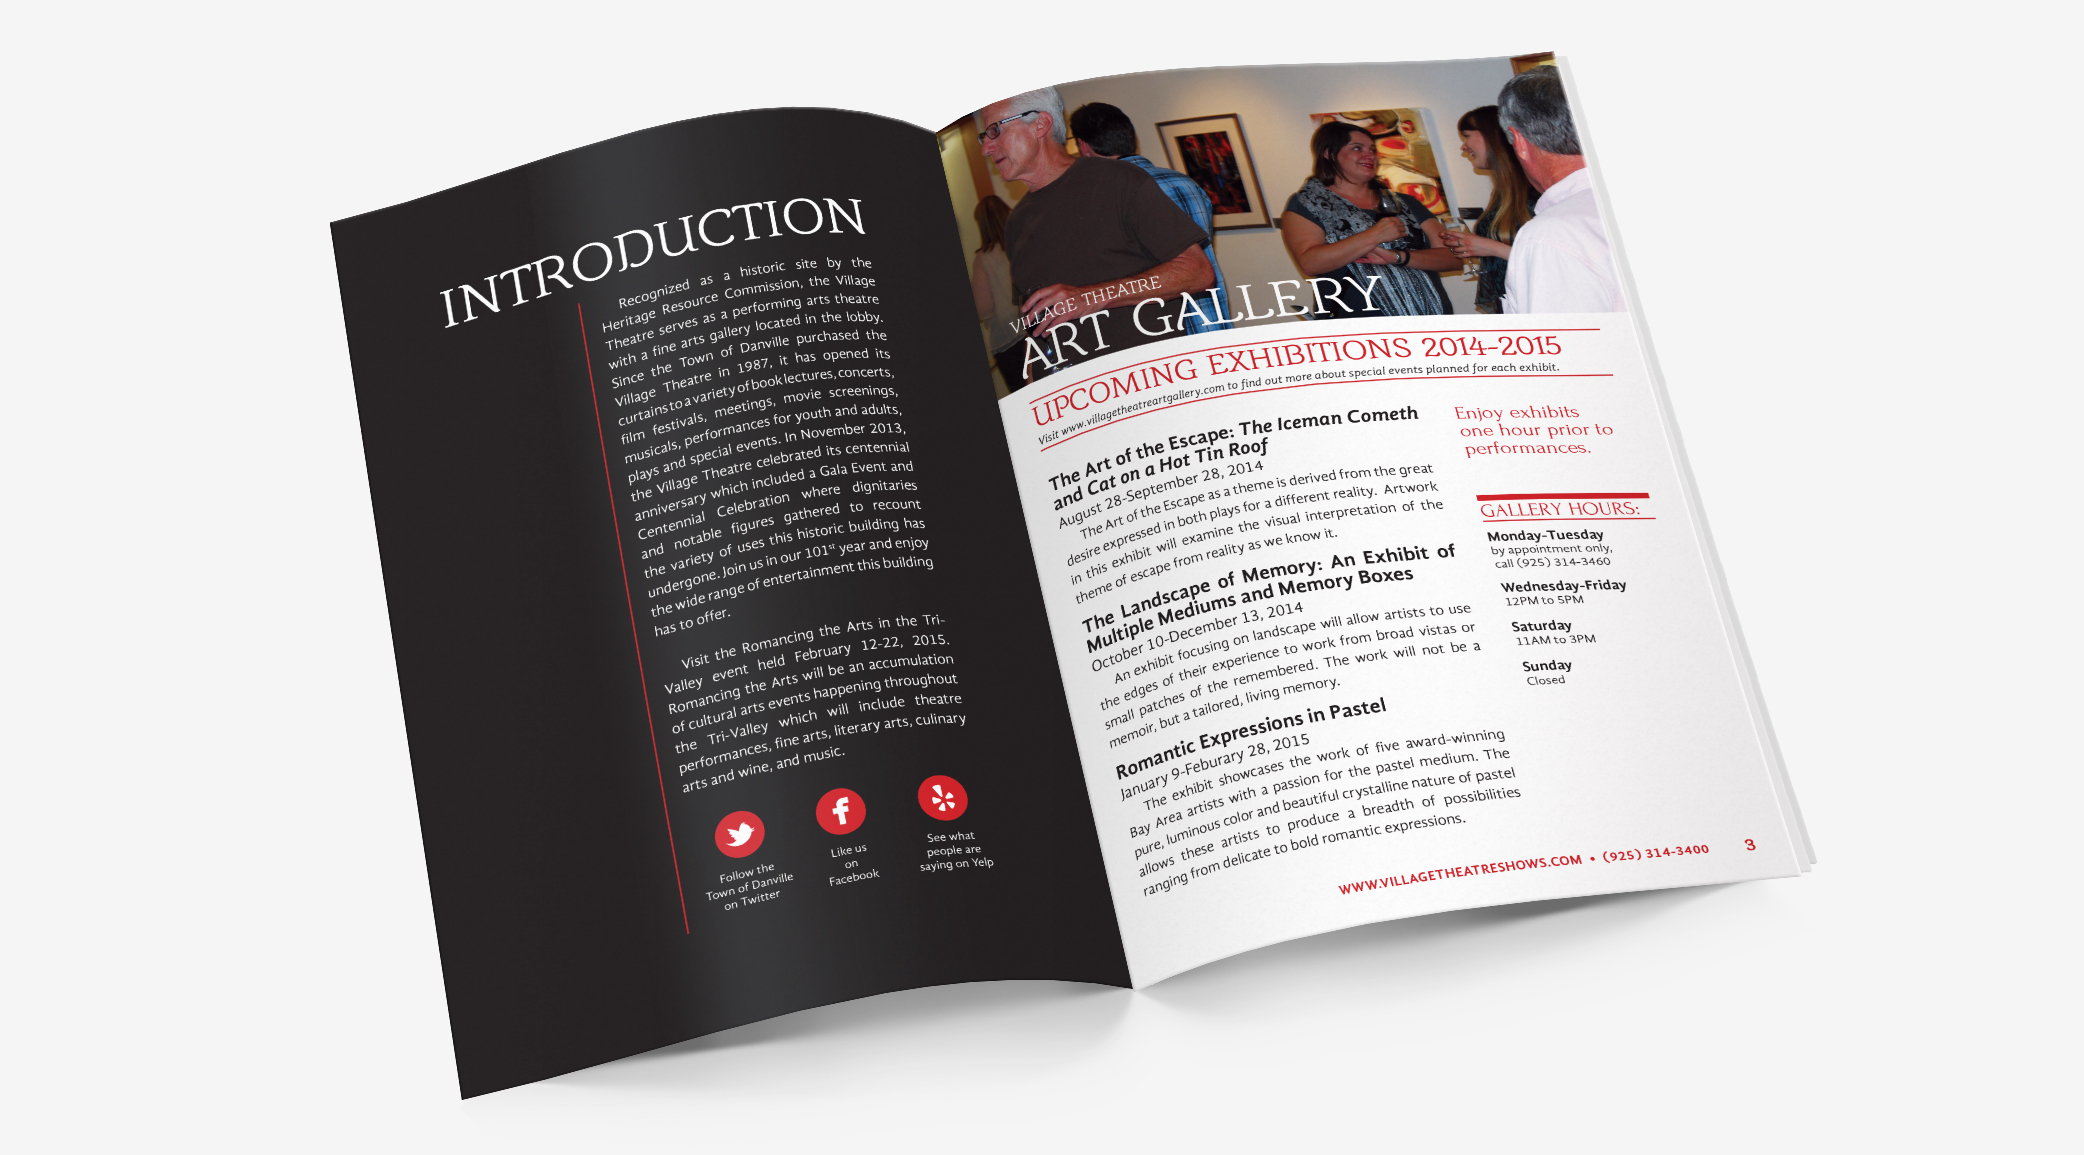 INTRODUCTION
Recognized as a historic site by the
Heritage Resource Commission, the Village
Theatre serves as a performing arts theatre
with a fine arts gallery located in the lobby.
Since the Town of Danville purchased the
Village Theatre in 1987, it has opened its
curtains to a variety of book lectures, concerts,
film festivals, meetings, movie screenings,
musicals, performances for youth and adults,
plays and special events. In November 2013,
the Village Theatre celebrated its centennial
anniversary which included a Gala Event and
Centennial Celebration where dignitaries
and notable figures gathered to recount
the variety of uses this historic building has
undergone. Join us in our 101st year and enjoy
the wide range of entertainment this building
has to offer.
Visit the Romancing the Arts in the Tri-
Valley event held February 12-22, 2015.
Romancing the Arts will be an accumulation
of cultural arts events happening throughout
the Tri-Valley which will include theatre
performances, fine arts, literary arts, culinary
arts and wine, and music.
Follow the
Town of Danville
on Twitter
Like us
on
Facebook
See what
people are
saying on Yelp
VILLAGE THEATRE
ART GALLERY
UPCOMING EXHIBITIONS 2014-2015
Visit www.villagetheatreartgallery.com to find out more about special events planned for each exhibit.
The Art of the Escape: The Iceman Cometh
and Cat on a Hot Tin Roof
August 28-September 28, 2014
The Art of the Escape as a theme is derived from the great
desire expressed in both plays for a different reality. Artwork
in this exhibit will examine the visual interpretation of the
theme of escape from reality as we know it.
The Landscape of Memory: An Exhibit of
Multiple Mediums and Memory Boxes
October 10-December 13, 2014
An exhibit focusing on landscape will allow artists to use
the edges of their experience to work from broad vistas or
small patches of the remembered. The work will not be a
memoir, but a tailored, living memory.
Romantic Expressions in Pastel
January 9-Feburary 28, 2015
The exhibit showcases the work of five award-winning
Bay Area artists with a passion for the pastel medium. The
pure, luminous color and beautiful crystalline nature of pastel
allows these artists to produce a breadth of possibilities
ranging from delicate to bold romantic expressions.
Enjoy exhibits
one hour prior to
performances.
GALLERY HOURS:
Monday-Tuesday
by appointment only,
call (925) 314-3460
Wednesday-Friday
12PM to 5PM
Saturday
11AM to 3PM
Sunday
Closed
WWW.VILLAGETHEATRESHOWS.COM • (925) 314-3400 3